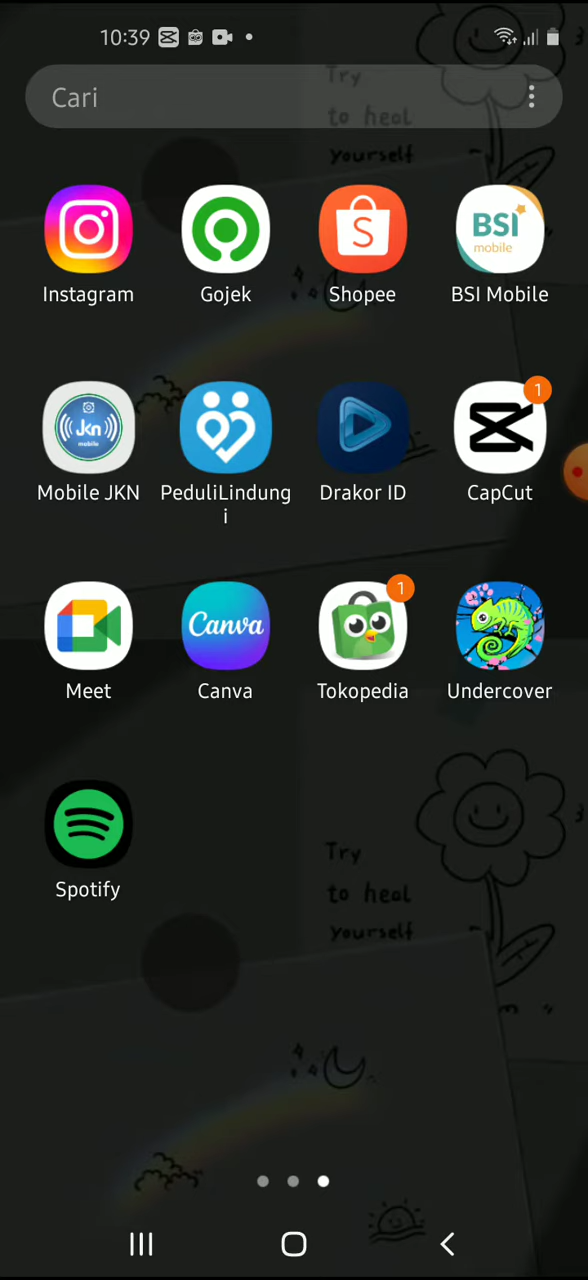 10:39
Cari
Try
to heal
yourself
BSI
mobile
Instagram
Gojek
Shopee
BSI Mobile
Jkn
mobile
1
Mobile JKN
PeduliLindung
i
Drakor ID
CapCut
Canva
1
Meet
Canva
Tokopedia
Undercover
Try
to heal
yourself
Spotify